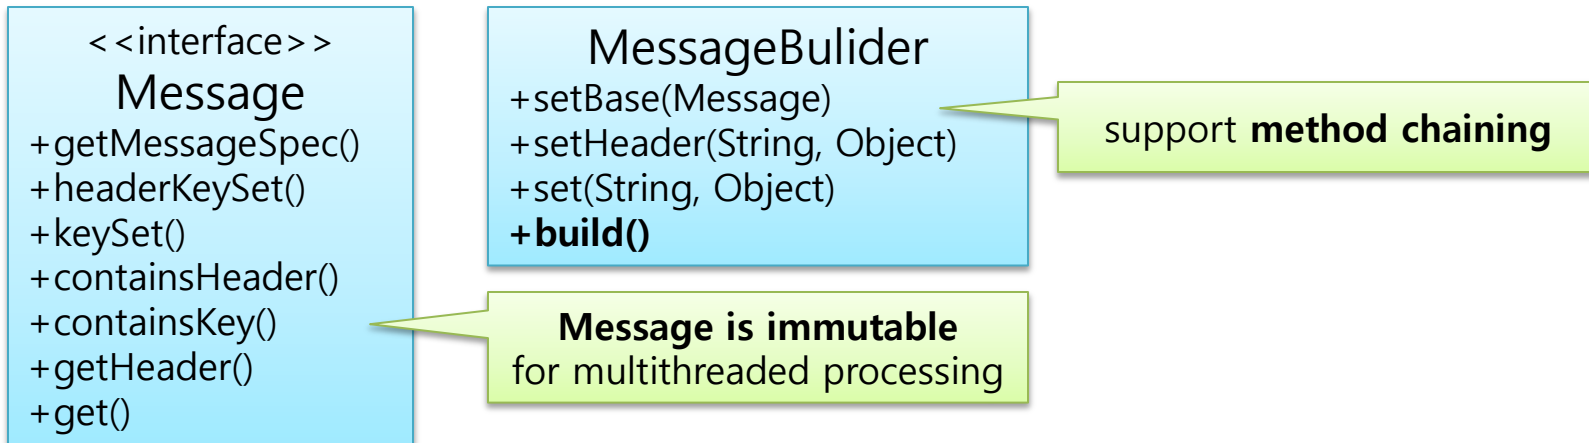 <<interface>>
Message
+getMessageSpec()
+headerKeySet()
+keySet()
+containsHeader()
+containsKey()
+getHeader()
+get()
MessageBulider
+setBase(Message)
+setHeader(String, Object)
+set(String, Object)
+build()
support method chaining
Message is immutable
for multithreaded processing